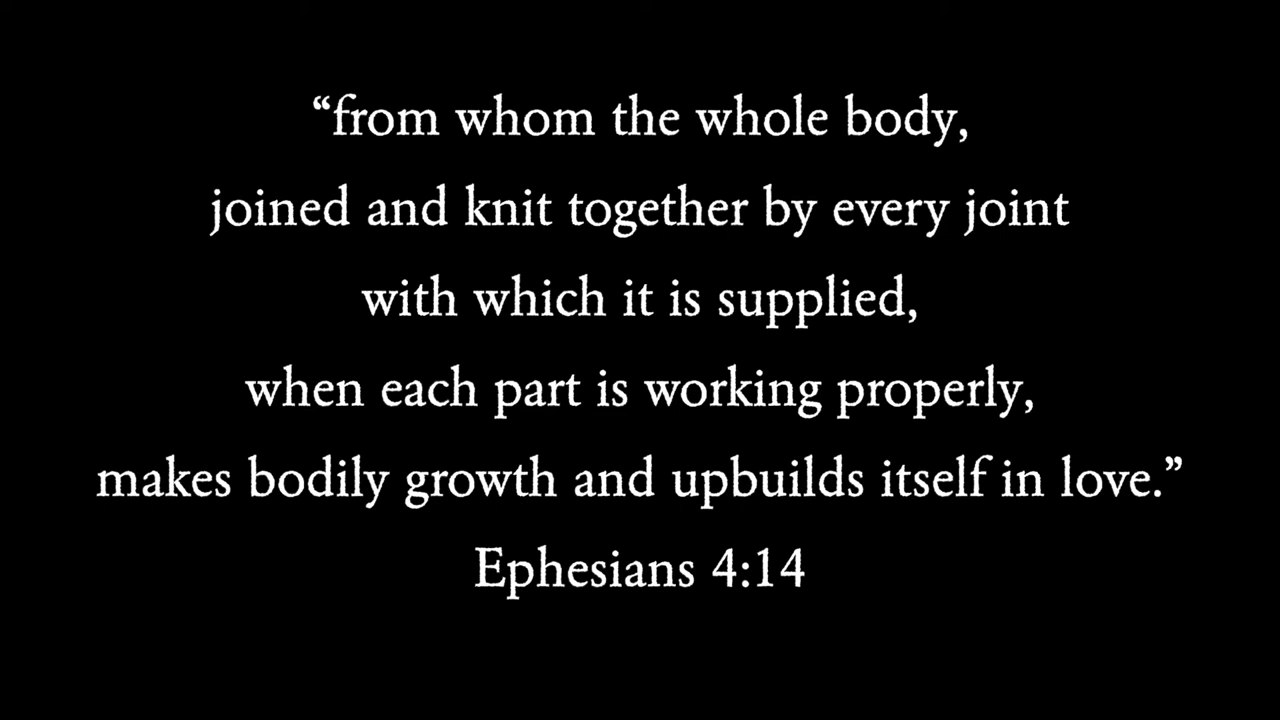 “from whom the whole body,
joined and knit together by every joint
with which it is supplied,
when each part is working properly,
makes bodily growth and upbuilds itself in love.”
Ephesians 4:14